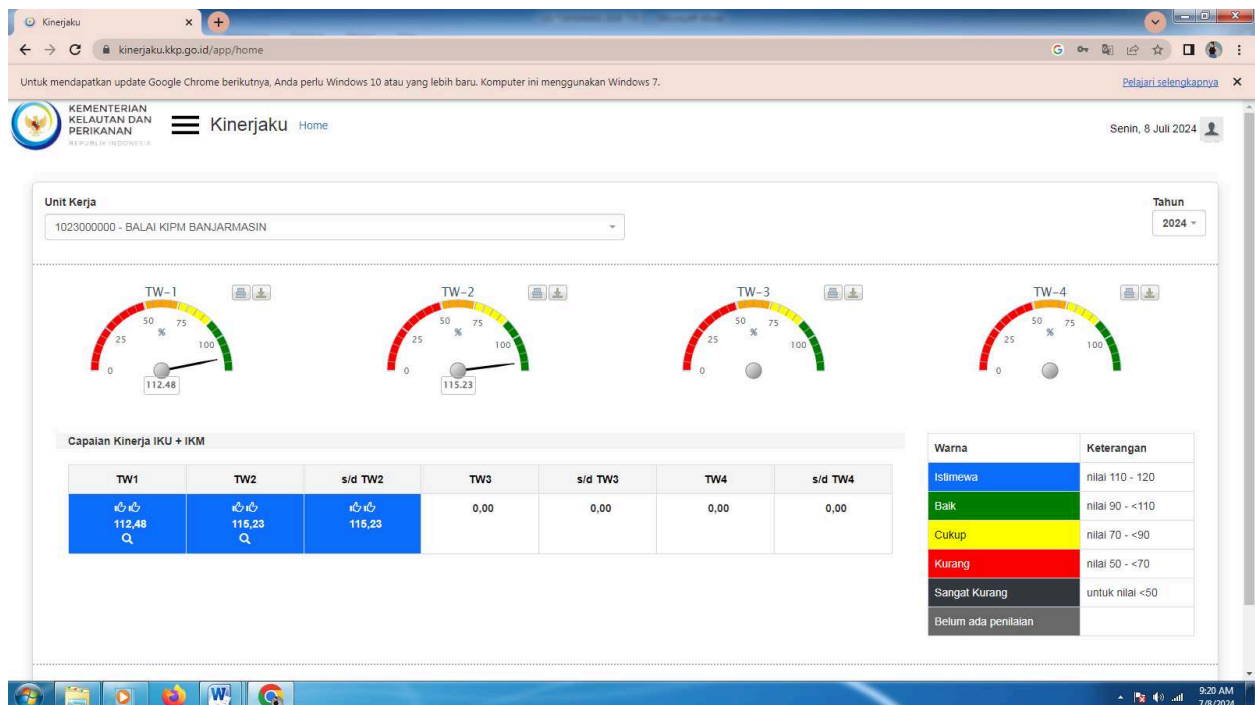 Kinerjaku
kinerjaku.kkp.go.id/app/home
Untuk mendapatkan update Google Chrome berikutnya, Anda perlu Windows 10 atau yang lebih baru. Komputer ini menggunakan Windows 7.
Pelajari selengkapnya
KEMENTERIAN
KELAUTAN DAN
PERIKANAN
REPUBLIK INDONESIA
Kinerjaku Home
Senin, 8 Juli 2024
Unit Kerja
Tahun
1023000000 - BALAI KIPM BANJARMASIN
2024
TW-1
0 25 50 75 100
%
112.48
TW-2
0 25 50 75 100
%
115.23
TW-3
0 25 50 75 100
%
TW-4
0 25 50 75 100
%
Capaian Kinerja IKU + IKM
TW1 TW2 s/d TW2 TW3 s/d TW3 TW4 s/d TW4
112,48 115,23 115,23 0,00 0,00 0,00 0,00
Warna Keterangan
Istimewa nilai 110 - 120
Baik nilai 90 - <110
Cukup nilai 70 - <90
Kurang nilai 50 - <70
Sangat Kurang untuk nilai <50
Belum ada penilaian
9:20 AM
7/8/2024